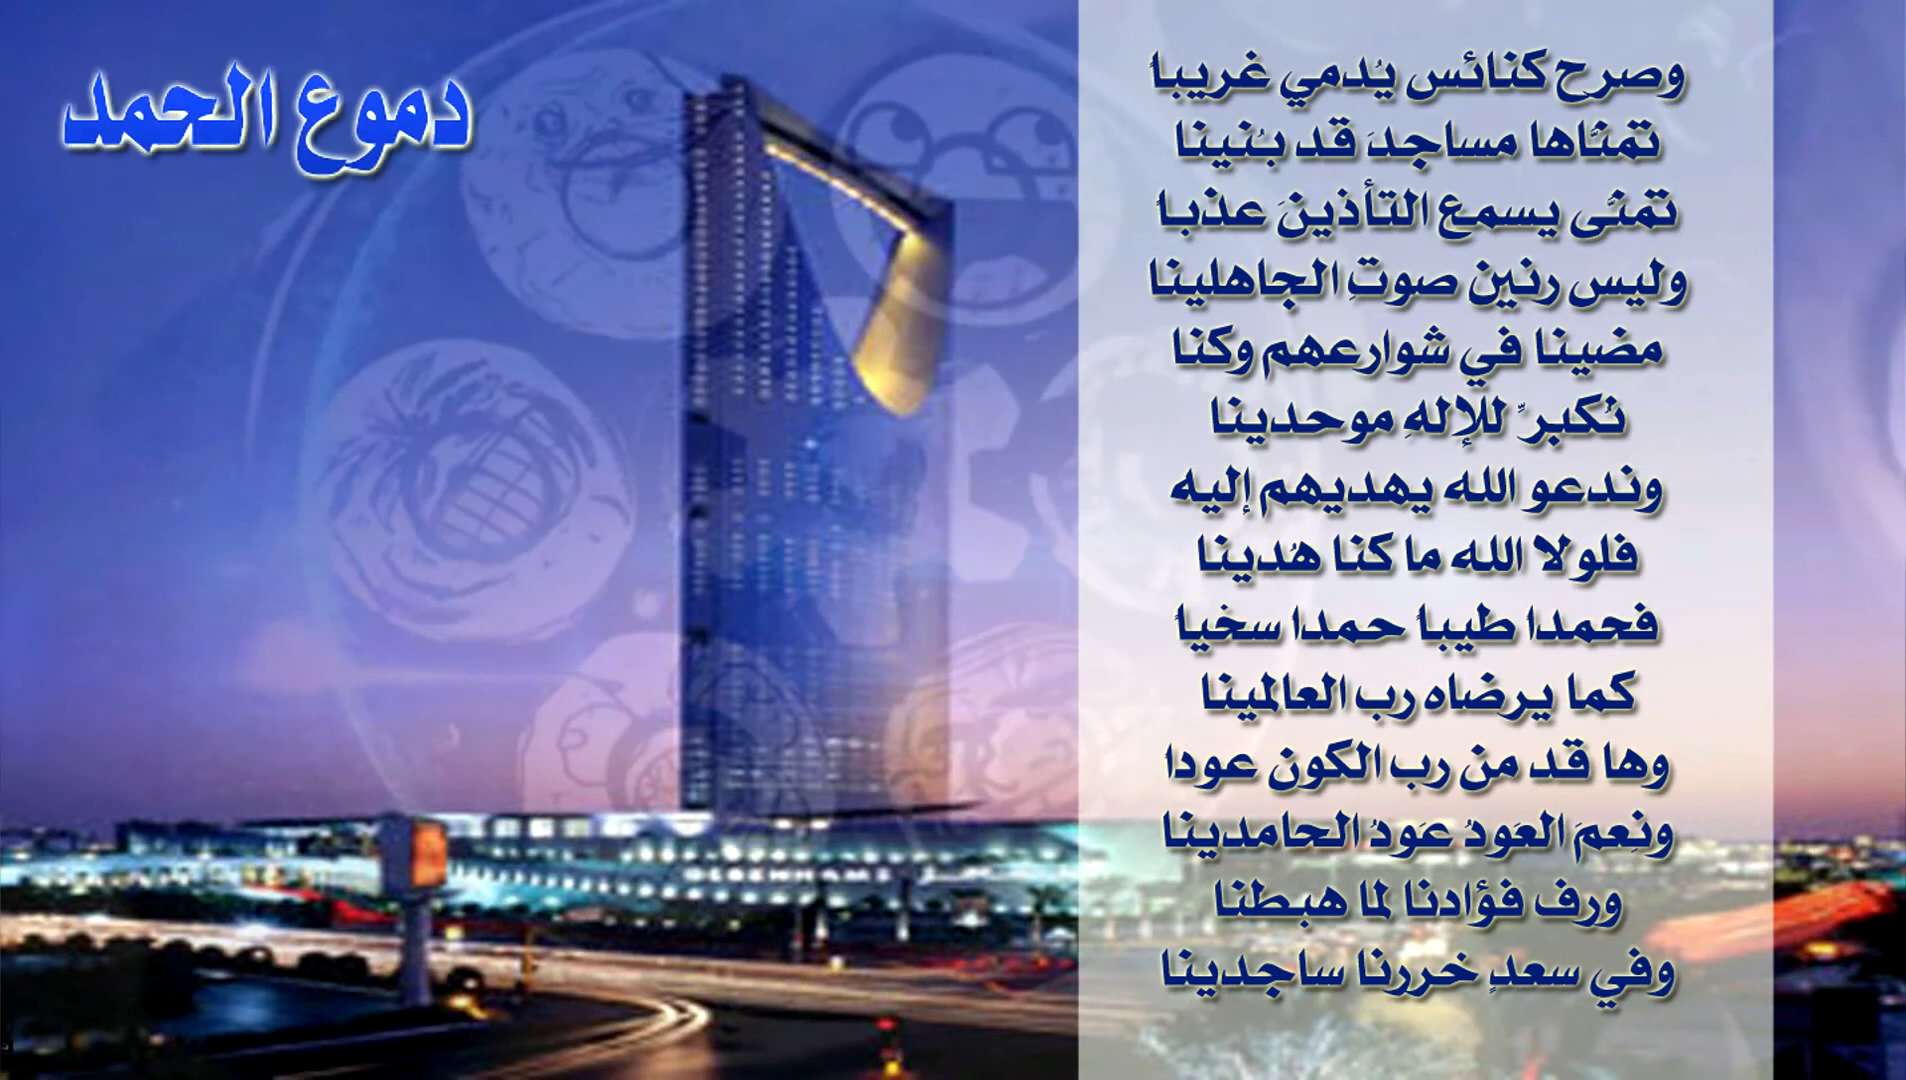 دموع الحمد
وصرح كنائس يُدمي غريباً
تمنَّاها مساجدَ قد بُنينا
تمنَّى يسمع التأذينَ عذباً
وليس رنين صوتِ الجاهلينا
مضينا في شوارعهم وكنا
نُكبرِّ للإلهِ موحدينا
وندعو الله يهديهم إليه
فلولا الله ما كنا هُدينا
فحمداً طيباً حمداً سخياً
كما يرضاه رب العالمينا
وها قد من رب الكون عوداً
ونِعمَ العَودُ عَودُ الحامدينا
ورف فؤادنا لما هبطنا
وفي سعدٍ خررنا ساجدينا